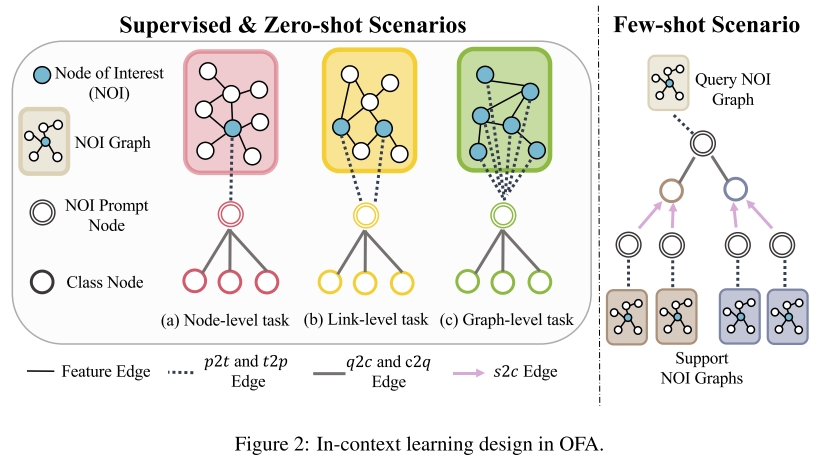 Supervised & Zero-shot Scenarios
Node of Interest
(NOI)
NOI Graph
NOI Prompt
Node
Class Node
(a) Node-level task
(b) Link-level task
(c) Graph-level task
Feature Edge
p2t and t2p
Edge
q2c and c2q
Edge
s2c Edge
Few-shot Scenario
Query NOI
Graph
Support
NOI Graphs
Figure 2: In-context learning design in OFA.